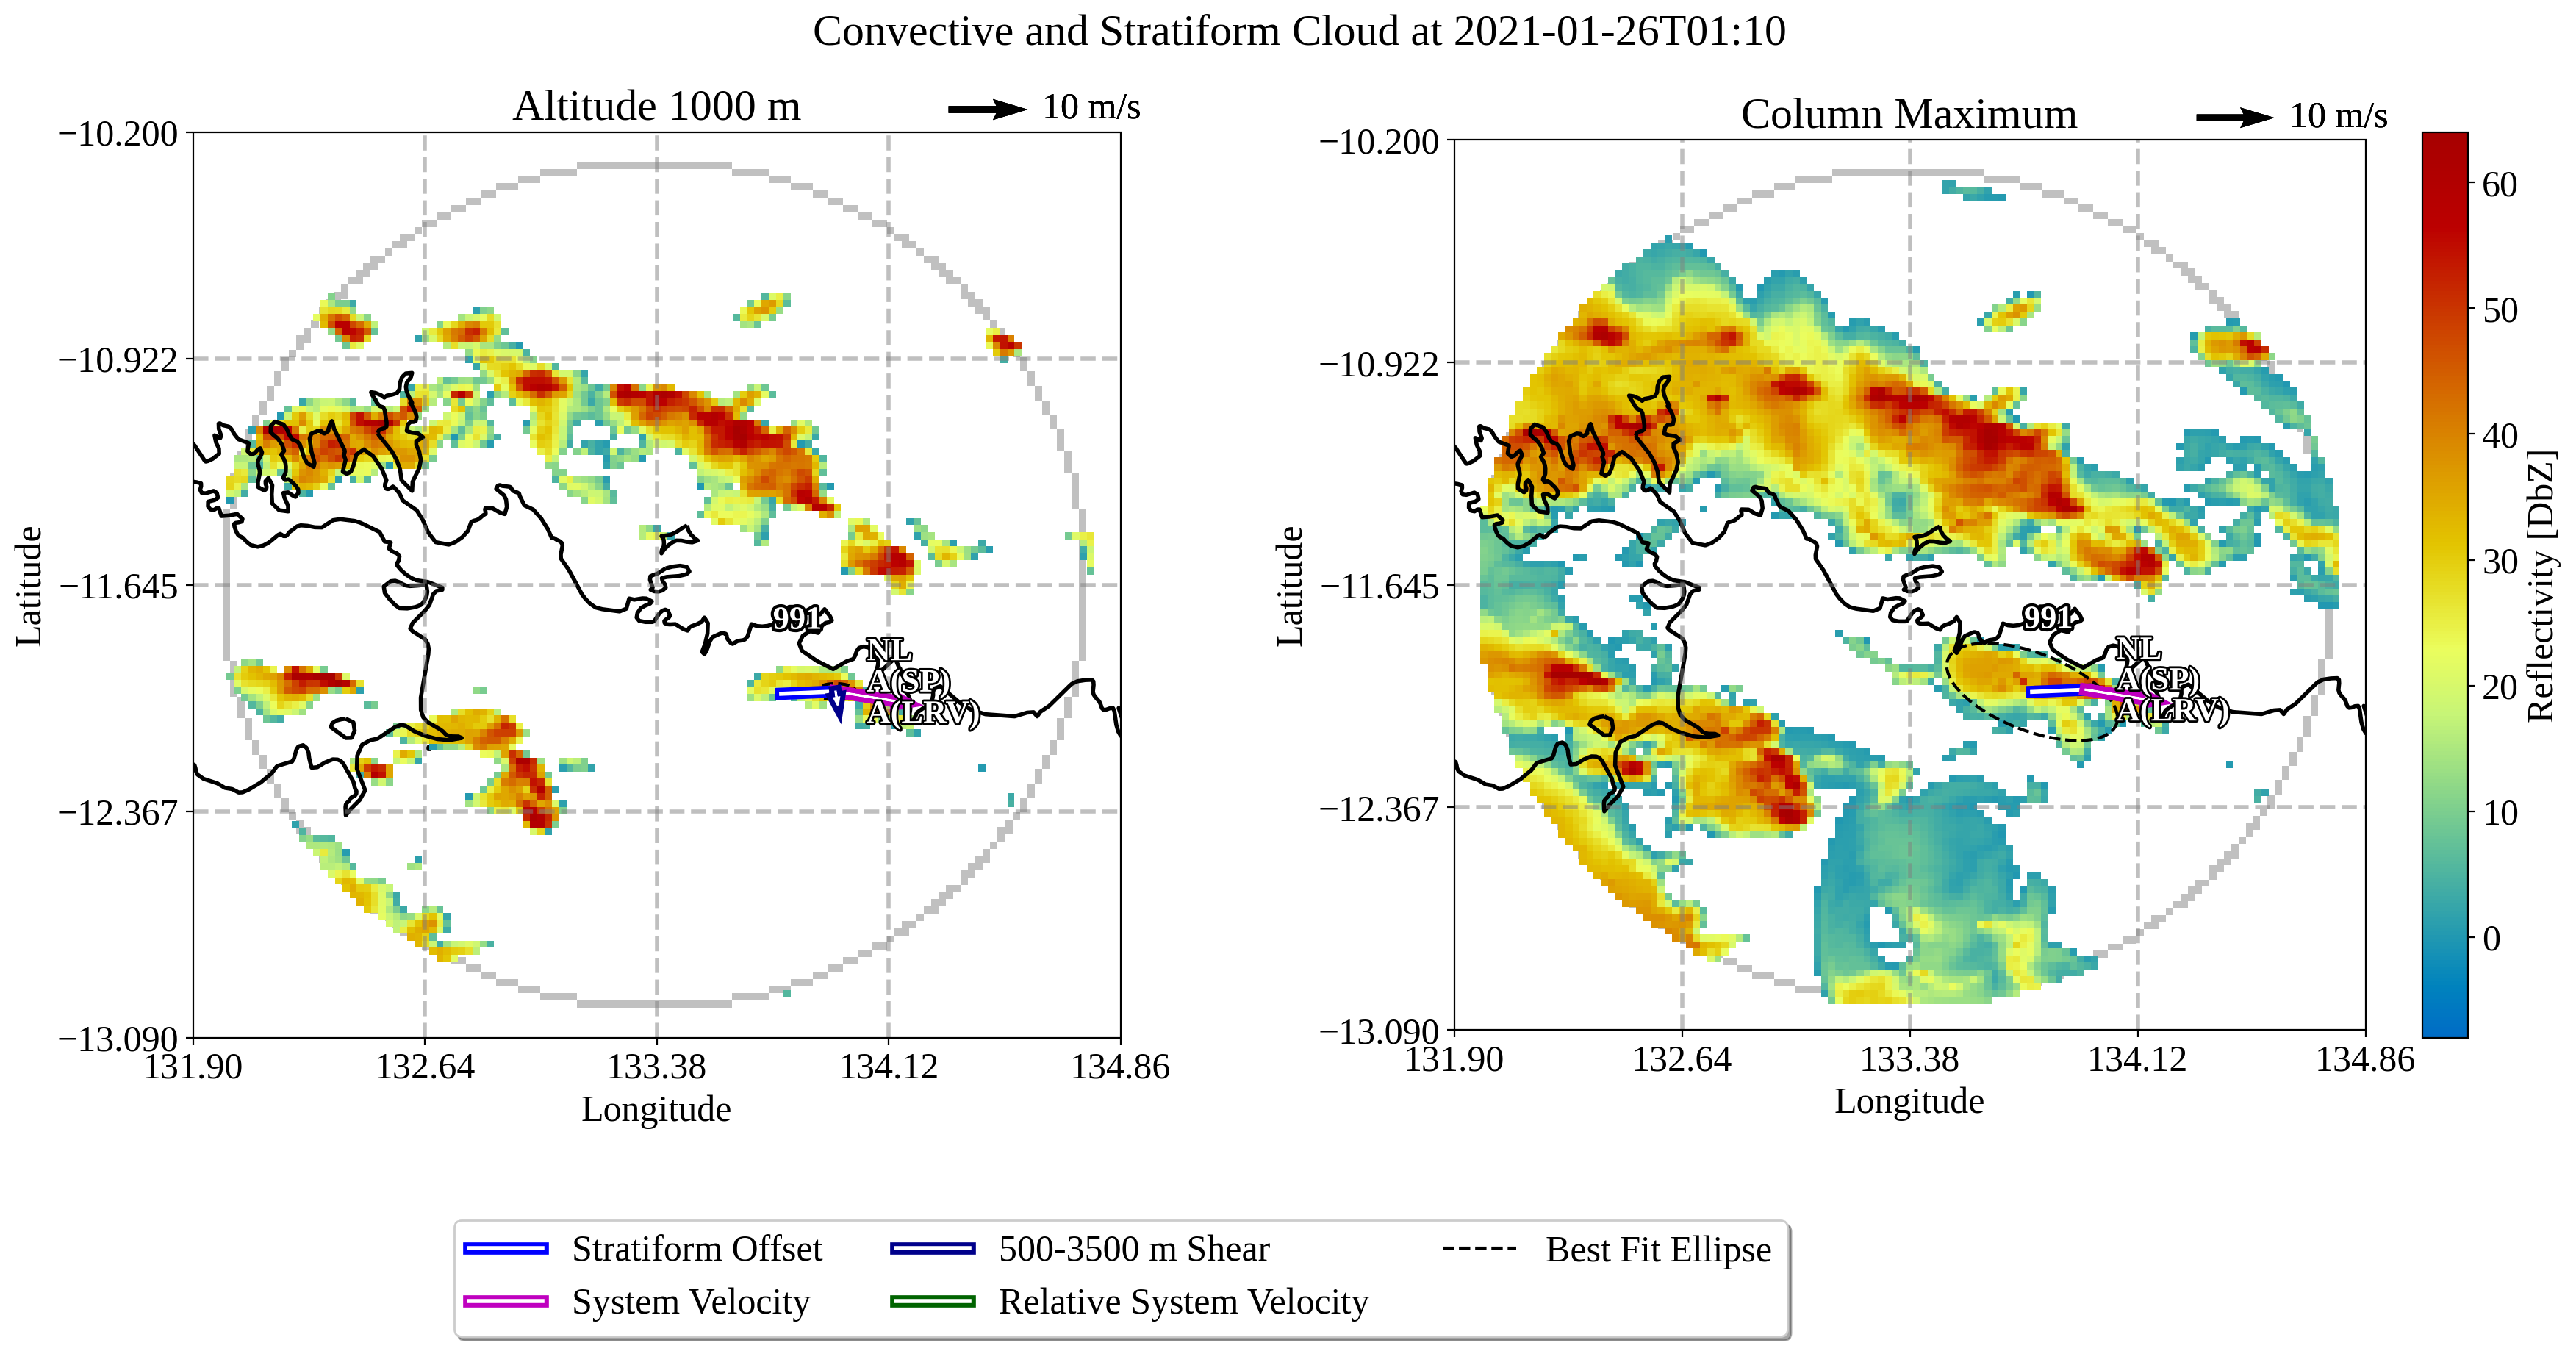 Convective and Stratiform Cloud at 2021-01-26T01:10
Altitude 1000 m
10 m/s
Column Maximum
10 m/s
−10.200
−10.922
−11.645
−12.367
−13.090
Latitude
131.90
132.64
133.38
134.12
134.86
Longitude
991
NL
A(SP)
A(LRV)
−10.200
−10.922
−11.645
−12.367
−13.090
Latitude
131.90
132.64
133.38
134.12
134.86
Longitude
991
NL
A(SP)
A(LRV)
60
50
40
30
20
10
0
Reflectivity [DbZ]
Stratiform Offset
500-3500 m Shear
Best Fit Ellipse
System Velocity
Relative System Velocity